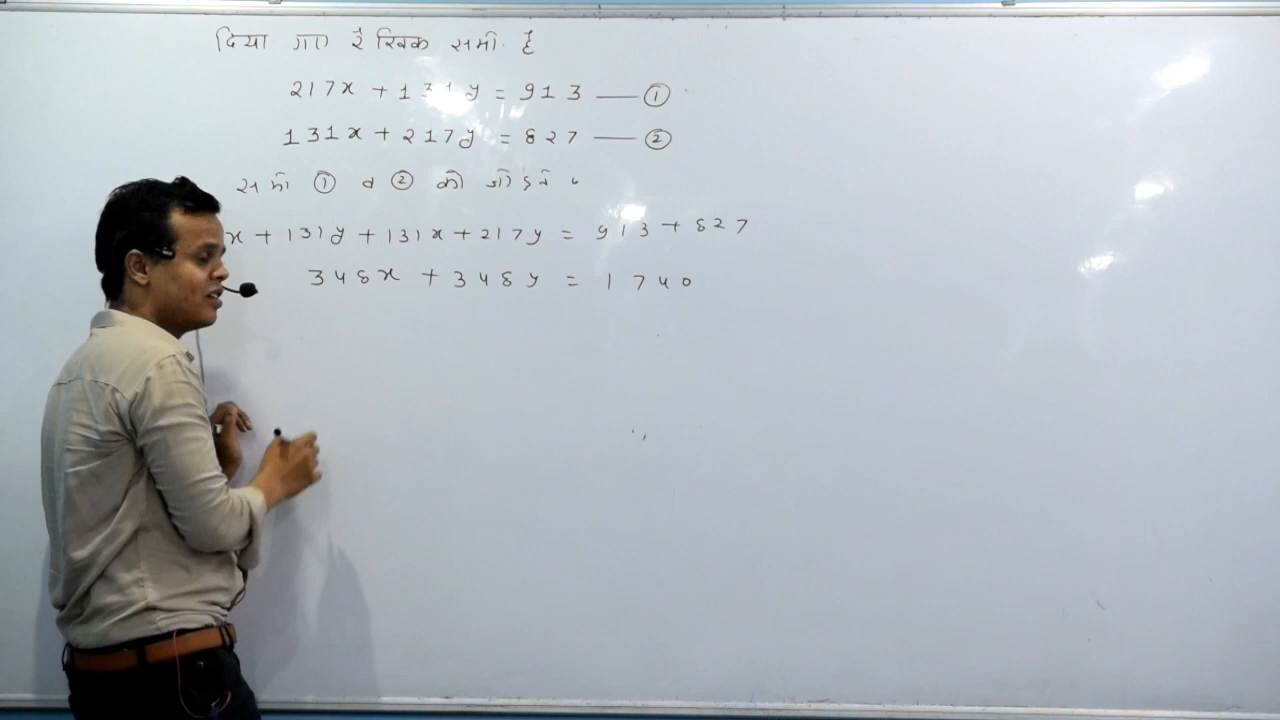 दिया गया रैखिक समी. है
217x + 131y = 913 —— ①
131x + 217y = 827 —— ②
समी ① व ② को जोड़ने
x + 131y + 131x + 217y = 913 + 827
348x + 348y = 1740